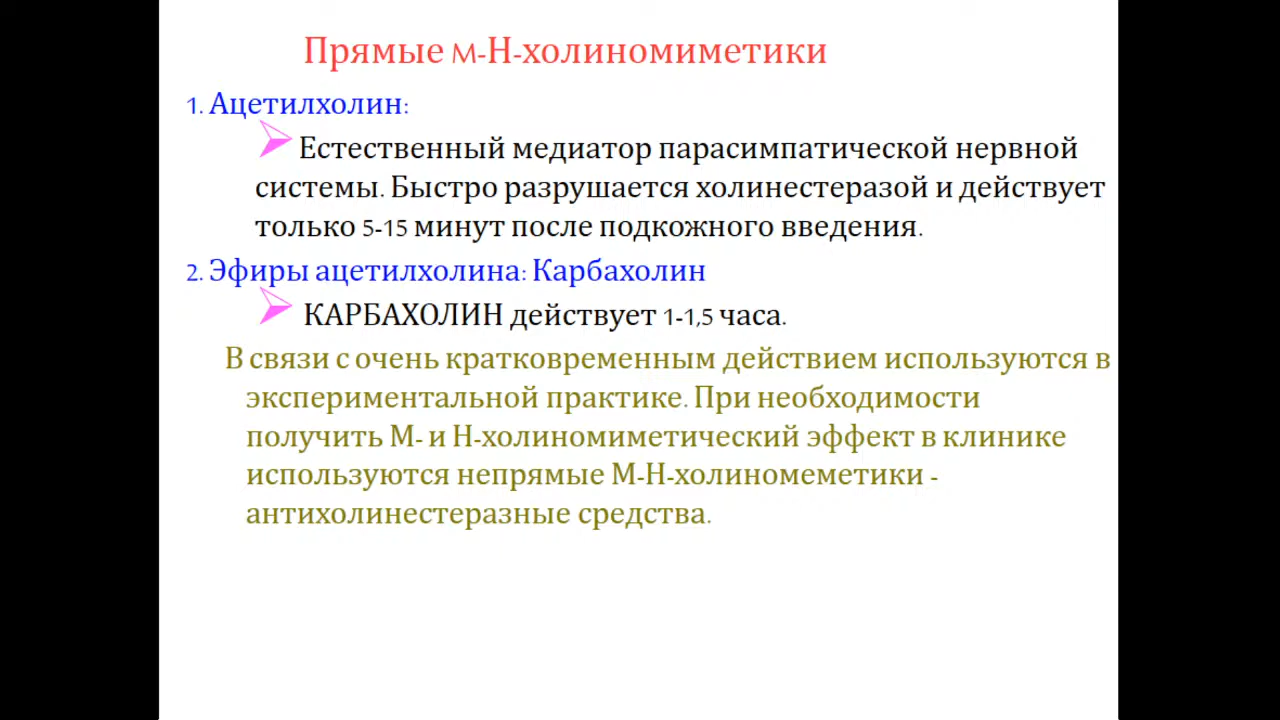 Прямые М-Н-холиномиметики
1. Ацетилхолин:
Естественный медиатор парасимпатической нервной
системы. Быстро разрушается холинестеразой и действует
только 5-15 минут после подкожного введения.
2. Эфиры ацетилхолина: Карбахолин
КАРБАХОЛИН действует 1-1,5 часа.
В связи с очень кратковременным действием используются в
экспериментальной практике. При необходимости
получить М- и Н-холиномиметический эффект в клинике
используются непрямые М-Н-холиномеметики -
антихолинестеразные средства.